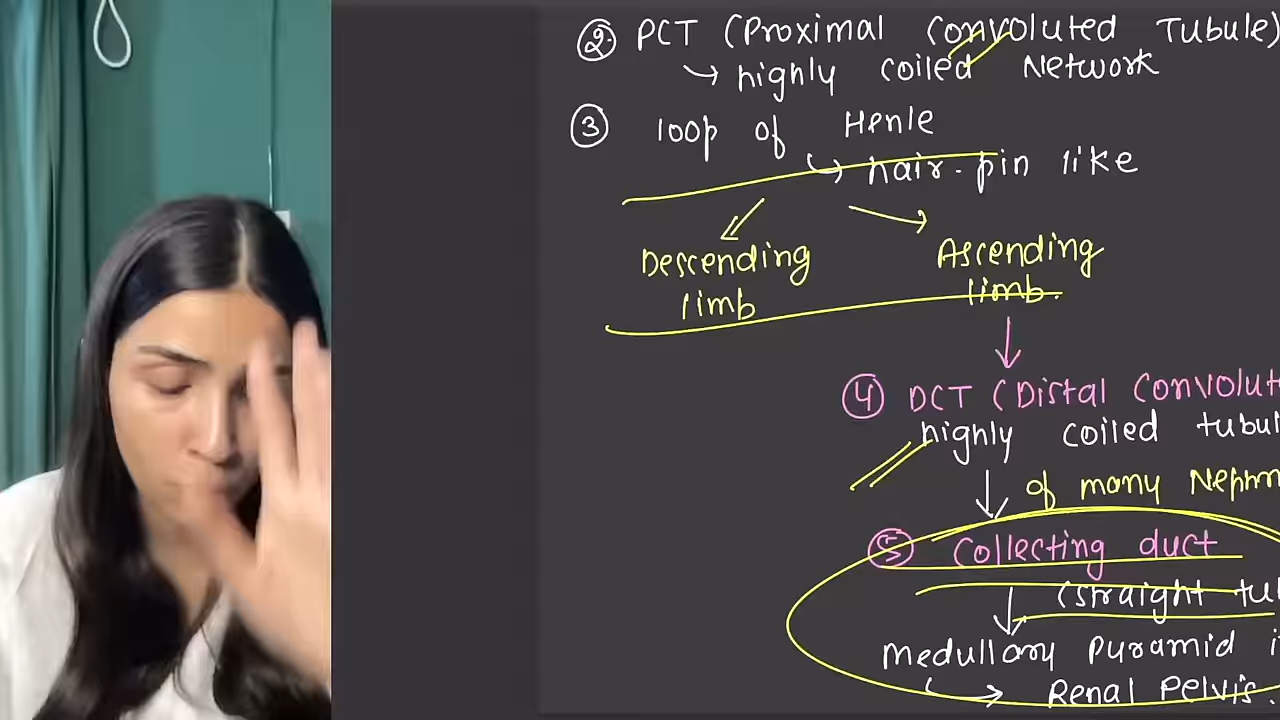 ② PCT (Proximal Convoluted Tubule)
→ highly coiled Network
③ loop of Henle
↪ hair-pin like
Descending limb
Ascending limb.
④ DCT (Distal Convolut
highly coiled tubul
of many Nephr
⑤ Collecting duct
(straight tu
Medullary Pyramid i
→ Renal Pelvis.